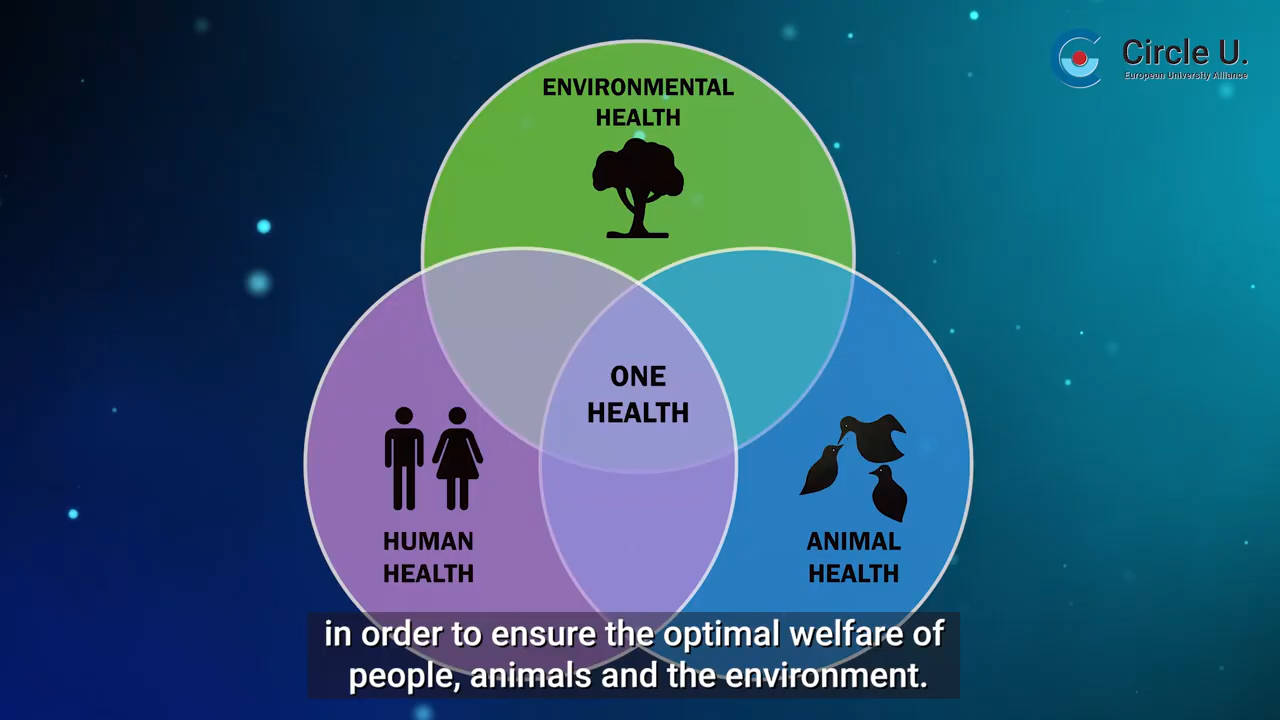 Circle U.
European University Alliance
ENVIRONMENTAL
HEALTH
ONE
HEALTH
HUMAN
HEALTH
ANIMAL
HEALTH
in order to ensure the optimal welfare of
people, animals and the environment.